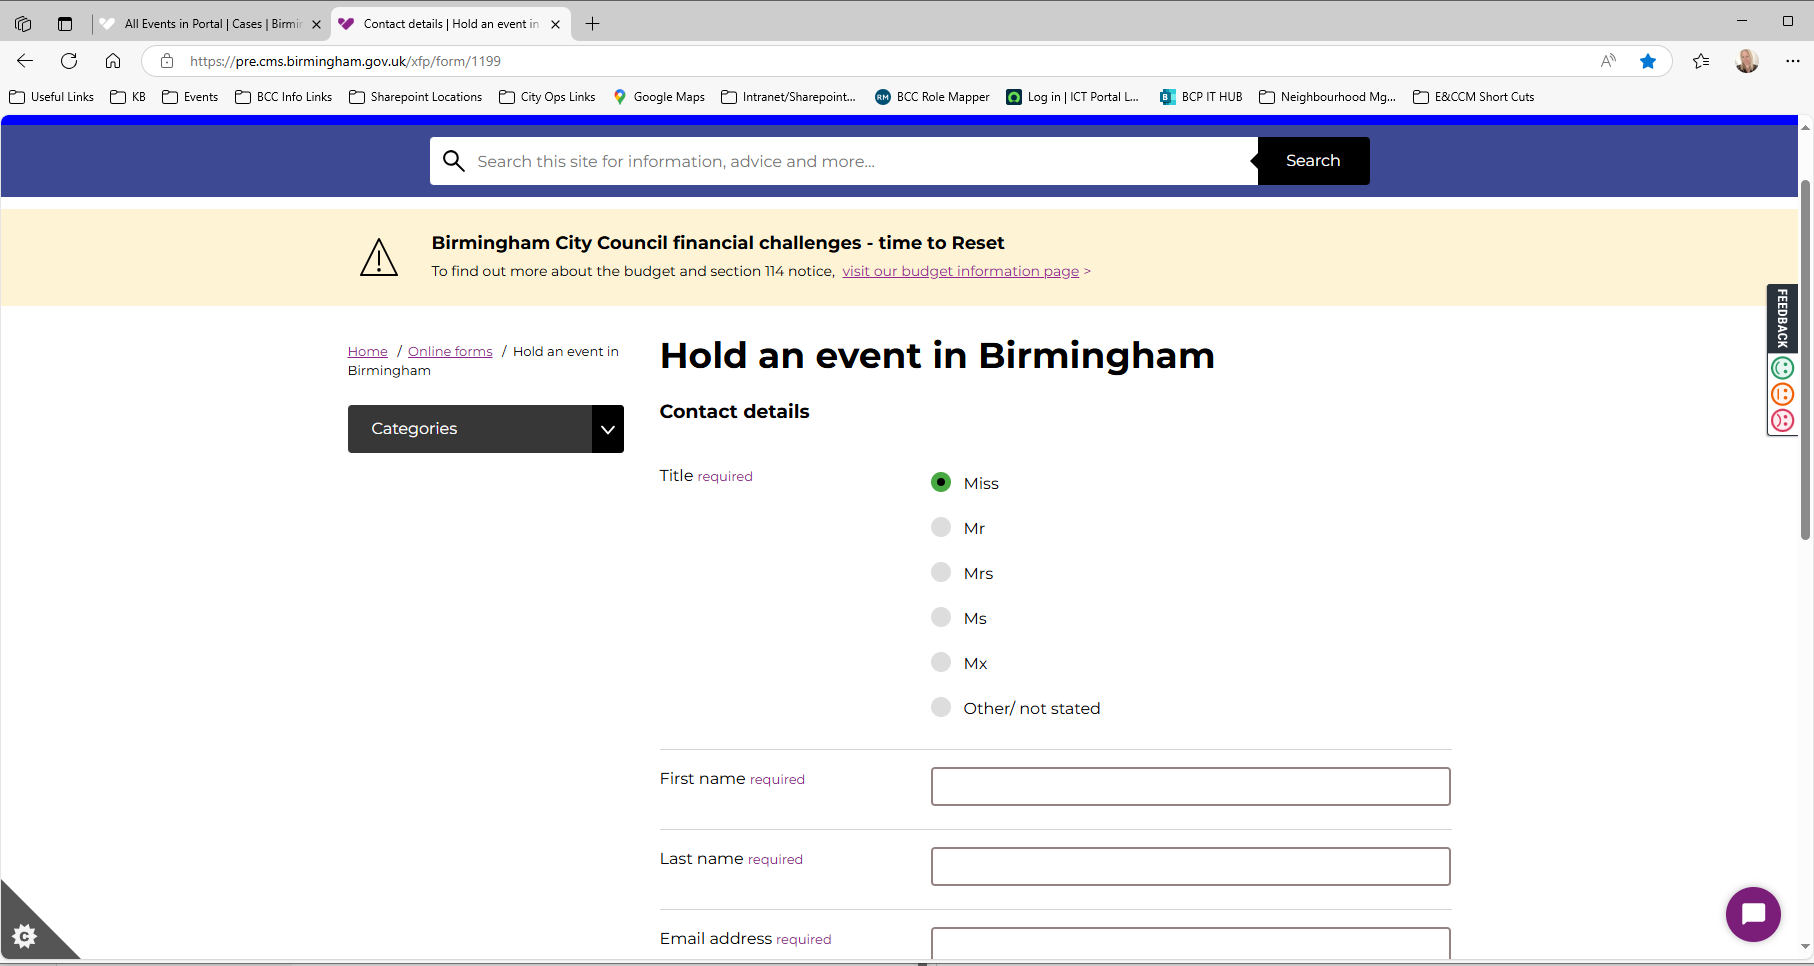 All Events in Portal | Cases | Birmi
Contact details | Hold an event in
https://pre.cms.birmingham.gov.uk/xfp/form/1199
Useful Links
KB
Events
BCC Info Links
Sharepoint Locations
City Ops Links
Google Maps
Intranet/Sharepoint...
RM
BCC Role Mapper
Log in | ICT Portal L...
B
BCP IT HUB
Neighbourhood Mg...
E&CCM Short Cuts
Search this site for information, advice and more...
Search
Birmingham City Council financial challenges - time to Reset
To find out more about the budget and section 114 notice, visit our budget information page >
FEEDBACK
Home / Online forms / Hold an event in
Birmingham
Categories
Hold an event in Birmingham
Contact details
Title required
Miss
Mr
Mrs
Ms
Mx
Other/ not stated
First name required
Last name required
Email address required